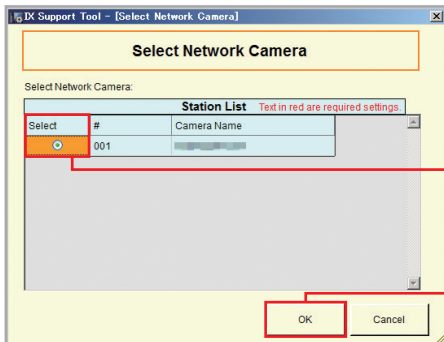 IX Support Tool - [Select Network Camera]
Select Network Camera
Select Network Camera:
Station List Text in red are required settings.
Select # Camera Name
001
OK Cancel